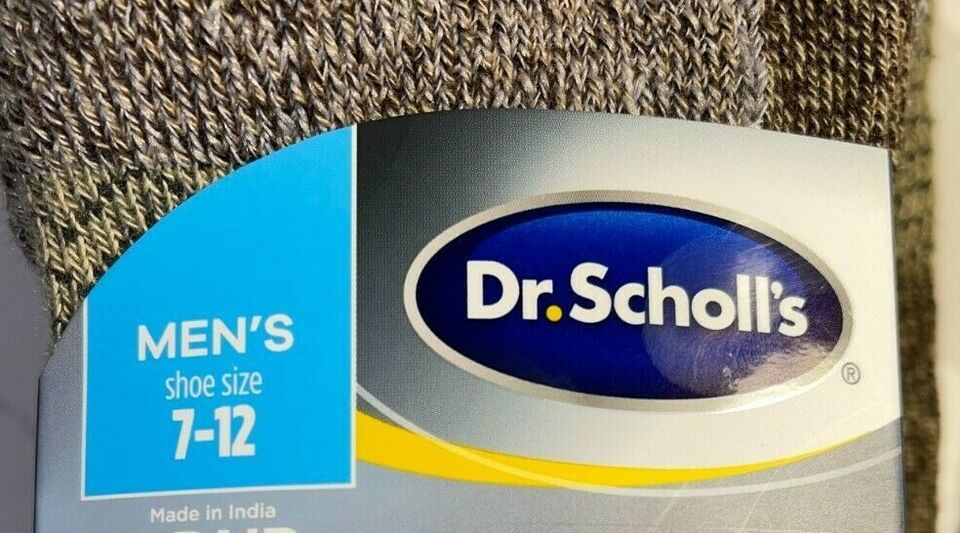 MEN'S
shoe size
7-12
Made in India
Dr. Scholl's
®